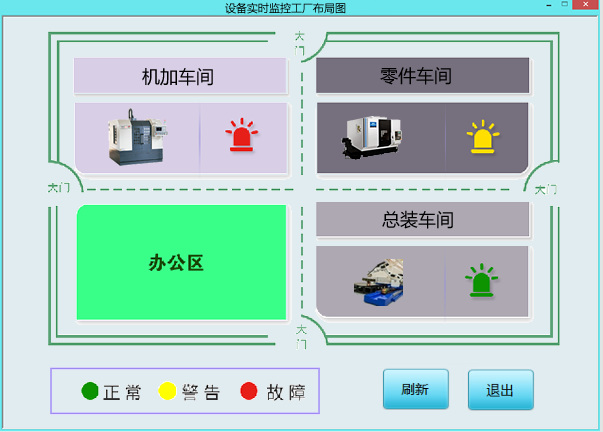 设备实时监控工厂布局图
大门
机加车间
零件车间
大门
大门
办公区
总装车间
大门
正常
警告
故障
刷新
退出